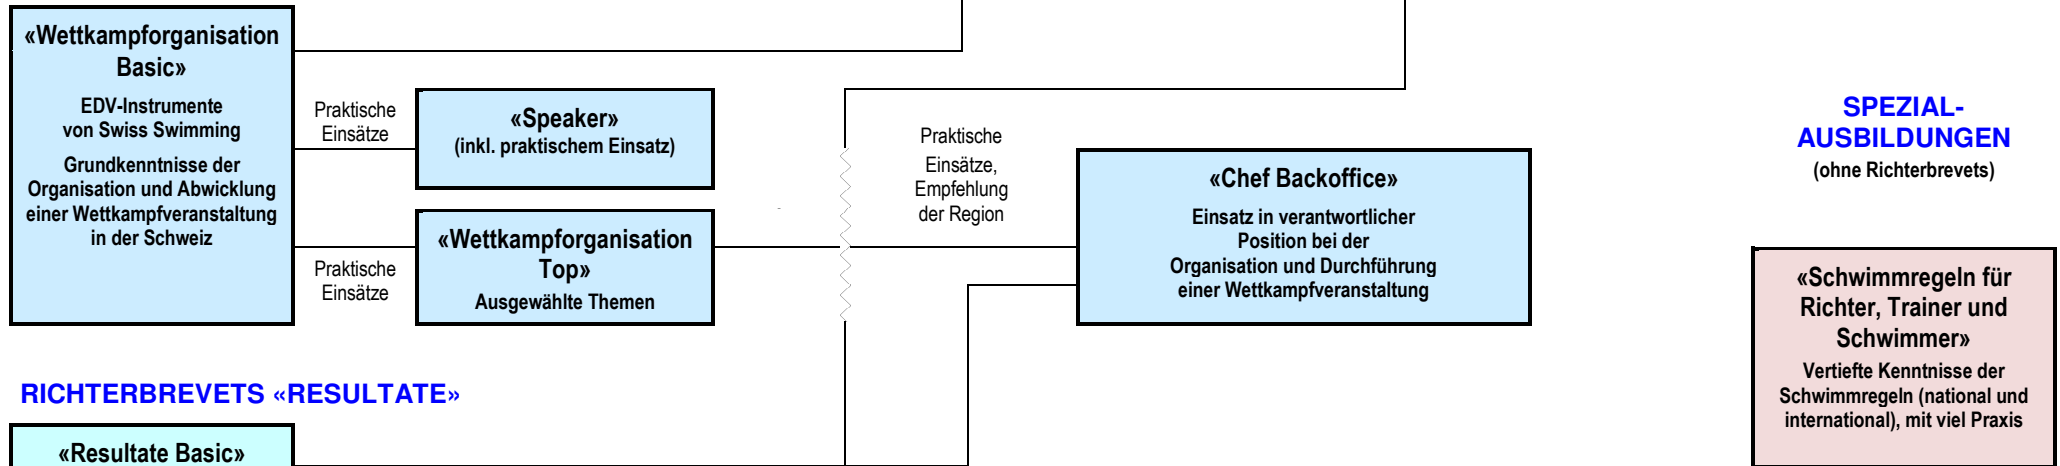 «Wettkampforganisation
Basic»
EDV-Instrumente
von Swiss Swimming
Grundkenntnisse der
Organisation und Abwicklung
einer Wettkampfveranstaltung
in der Schweiz
Praktische
Einsätze
«Speaker»
(inkl. praktischem Einsatz)
Praktische
Einsätze
«Wettkampforganisation
Top»
Ausgewählte Themen
Praktische
Einsätze,
Empfehlung
der Region
«Chef Backoffice»
Einsatz in verantwortlicher
Position bei der
Organisation und Durchführung
einer Wettkampfveranstaltung
SPEZIAL-
AUSBILDUNGEN
(ohne Richterbrevets)
«Schwimmregeln für
Richter, Trainer und
Schwimmer»
Vertiefte Kenntnisse der
Schwimmregeln (national und
international), mit viel Praxis
RICHTERBREVETS «RESULTATE»
«Resultate Basic»